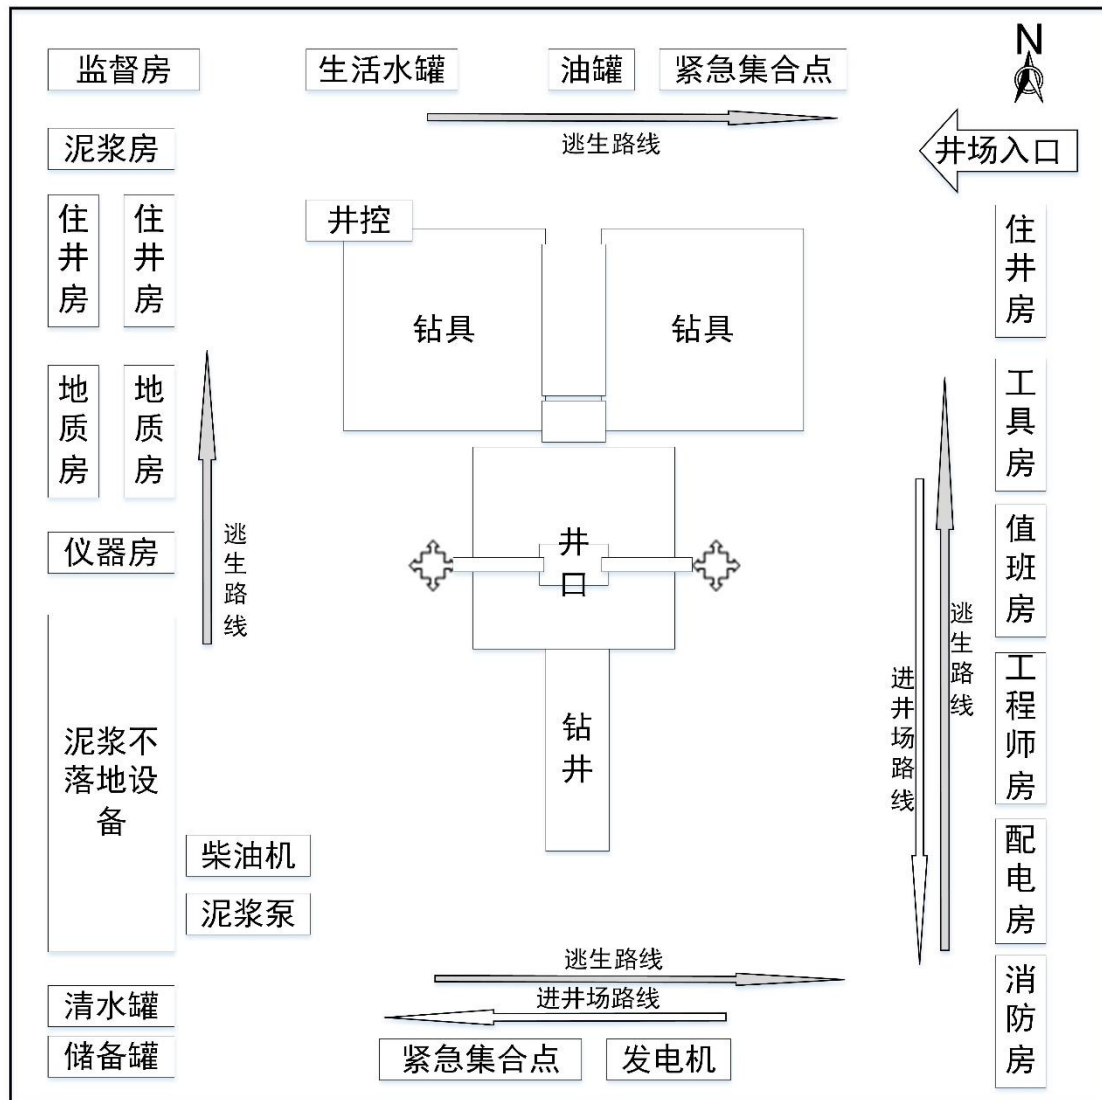 监督房
生活水罐
油罐
紧急集合点
N
逃生路线
井场入口
泥浆房
住井房
住井房
井控
住井房
钻具
钻具
地质房
地质房
工具房
仪器房
逃生路线
井口
值班房
逃生路线
进井场路线
工程师房
钻井
泥浆不
落地设
备
柴油机
泥浆泵
配电房
逃生路线
进井场路线
清水罐
储备罐
紧急集合点
发电机
消防房